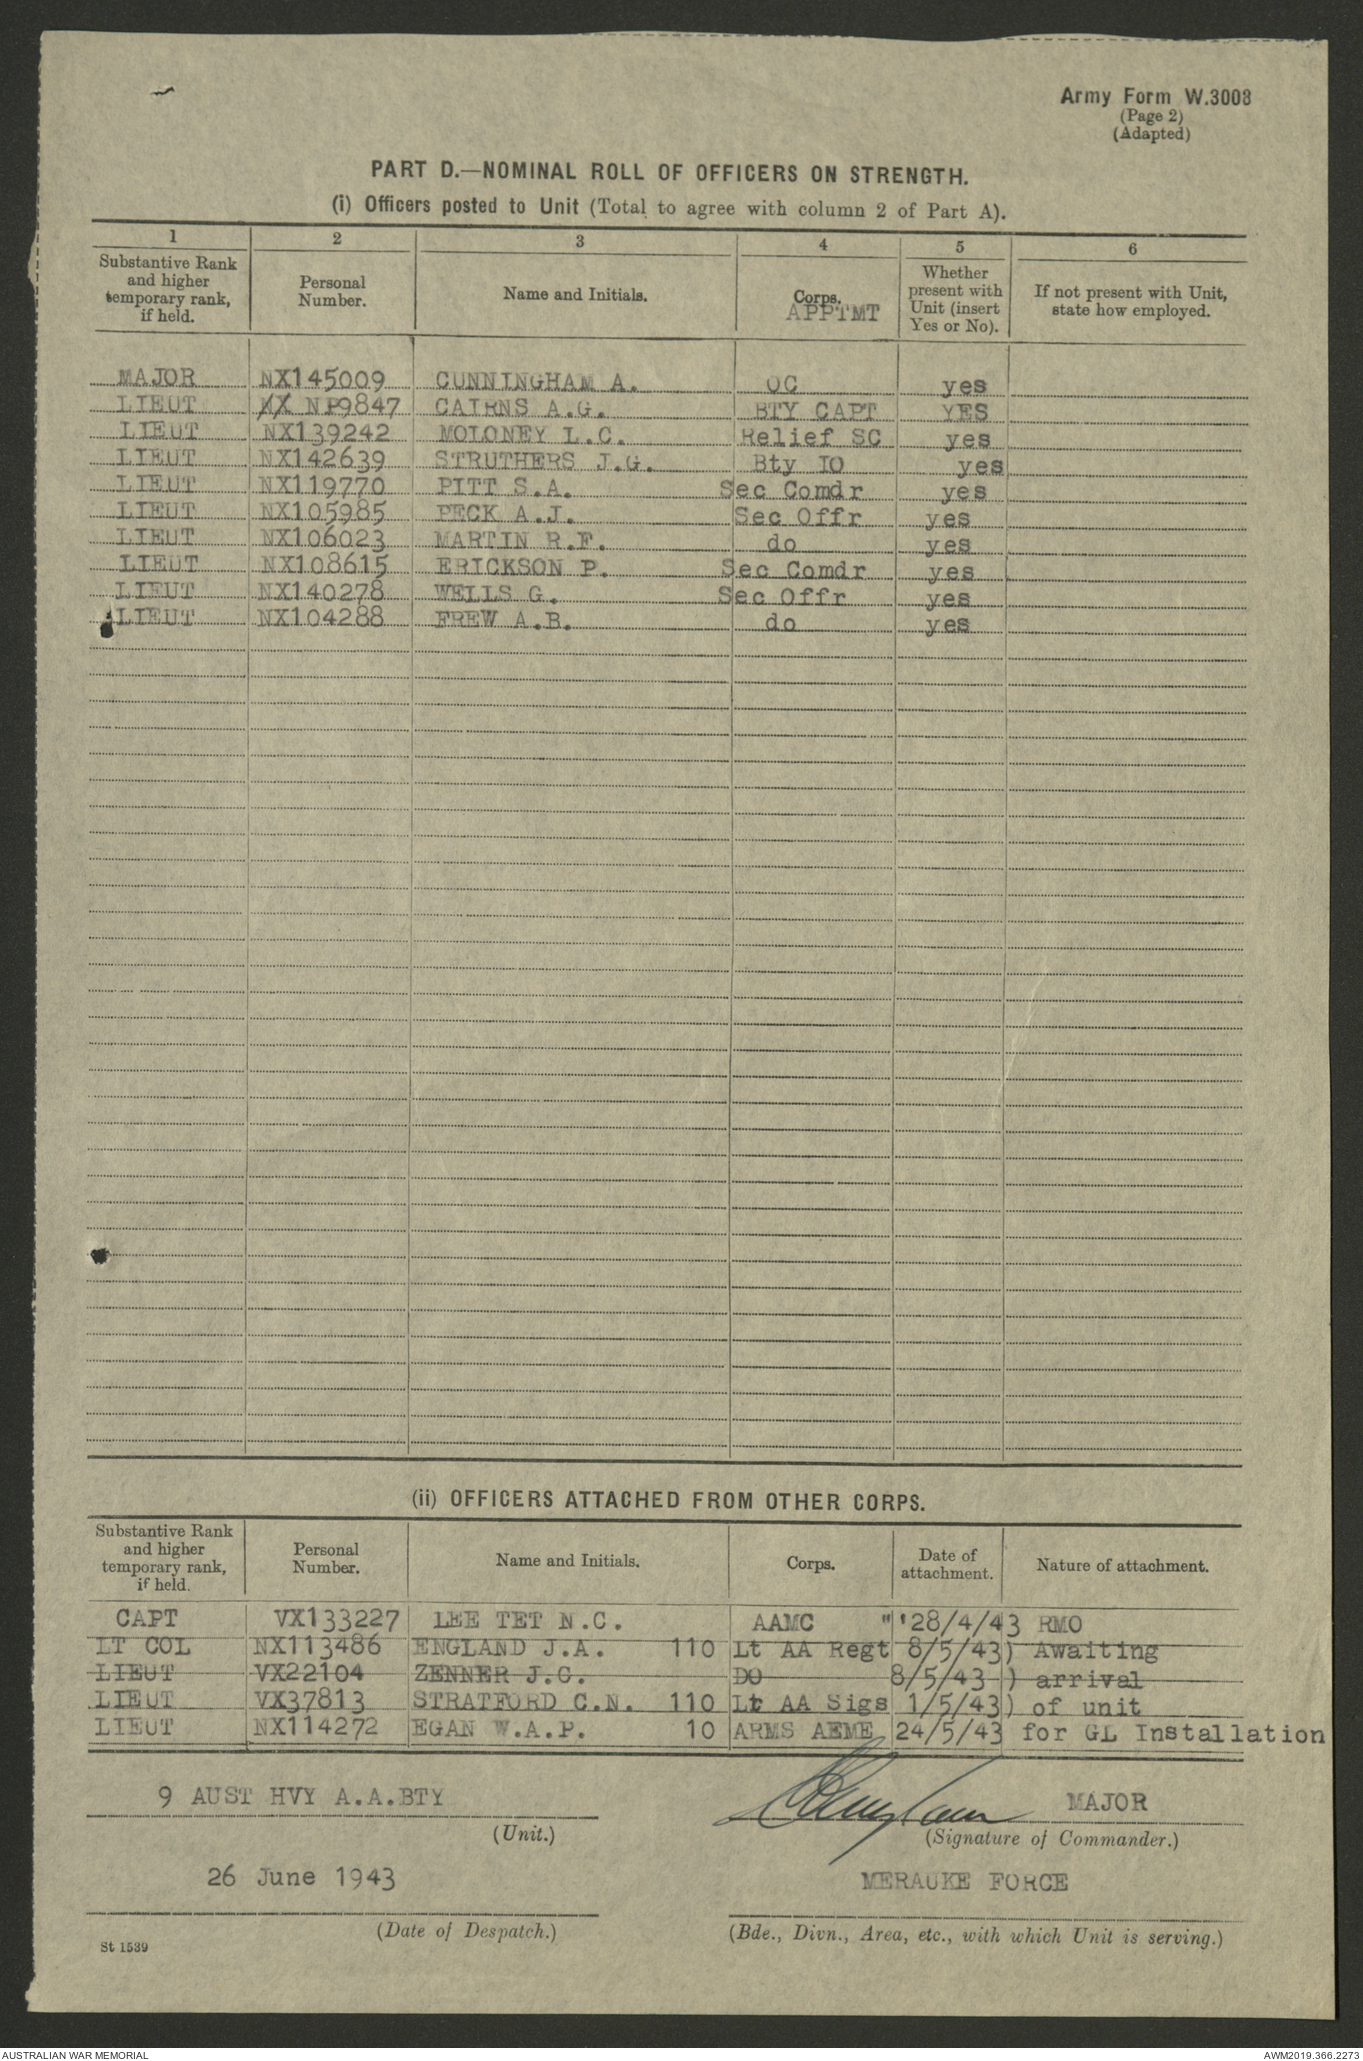 Army Form W.3008
(Page 2)
(Adapted)
PART D.—NOMINAL ROLL OF OFFICERS ON STRENGTH.
(i) Officers posted to Unit (Total to agree with column 2 of Part A).
1 2 3 4 5 6
Substantive Rank and higher temporary rank, if held. Personal Number. Name and Initials. Corps. APPTMT Whether present with Unit (insert Yes or No). If not present with Unit, state how employed.
MAJOR NX145009 CUNNINGHAM A. OC yes
LIEUT NX NP9847 CAIRNS A.G. BTY CAPT YES
LIEUT NX139242 MOLONEY L.C. Relief SC yes
LIEUT NX142639 STRUTHERS J.G. Bty IO yes
LIEUT NX119770 PITT S.A. Sec Comdr yes
LIEUT NX105985 PECK A.J. Sec Offr yes
LIEUT NX106023 MARTIN R.F. do yes
LIEUT NX108615 ERICKSON P. Sec Comdr yes
LIEUT NX140278 WELLS G. Sec Offr yes
LIEUT NX104288 FREW A.B. do yes
(ii) OFFICERS ATTACHED FROM OTHER CORPS.
Substantive Rank and higher temporary rank, if held. Personal Number. Name and Initials. Corps. Date of attachment. Nature of attachment.
CAPT VX133227 LEE TET N.C. AAMC "'28/4/43 RMO
LT COL NX113486 ENGLAND J.A. 110 Lt AA Regt 8/5/43) Awaiting
LIEUT VX22104 ZENNER J.C. DO 8/5/43 ) arrival
LIEUT VX37813 STRATFORD C.N. 110 Lt AA Sigs 1/5/43) of unit
LIEUT NX114272 EGAN W.A.P. 10 ARMS AEME 24/5/43 for GL Installation
9 AUST HVY A.A.BTY
(Unit.)
MAJOR
(Signature of Commander.)
26 June 1943
(Date of Despatch.)
MERAUKE FORCE
(Bde., Divn., Area, etc., with which Unit is serving.)
St 1539
AUSTRALIAN WAR MEMORIAL
AWM2019.366.2273